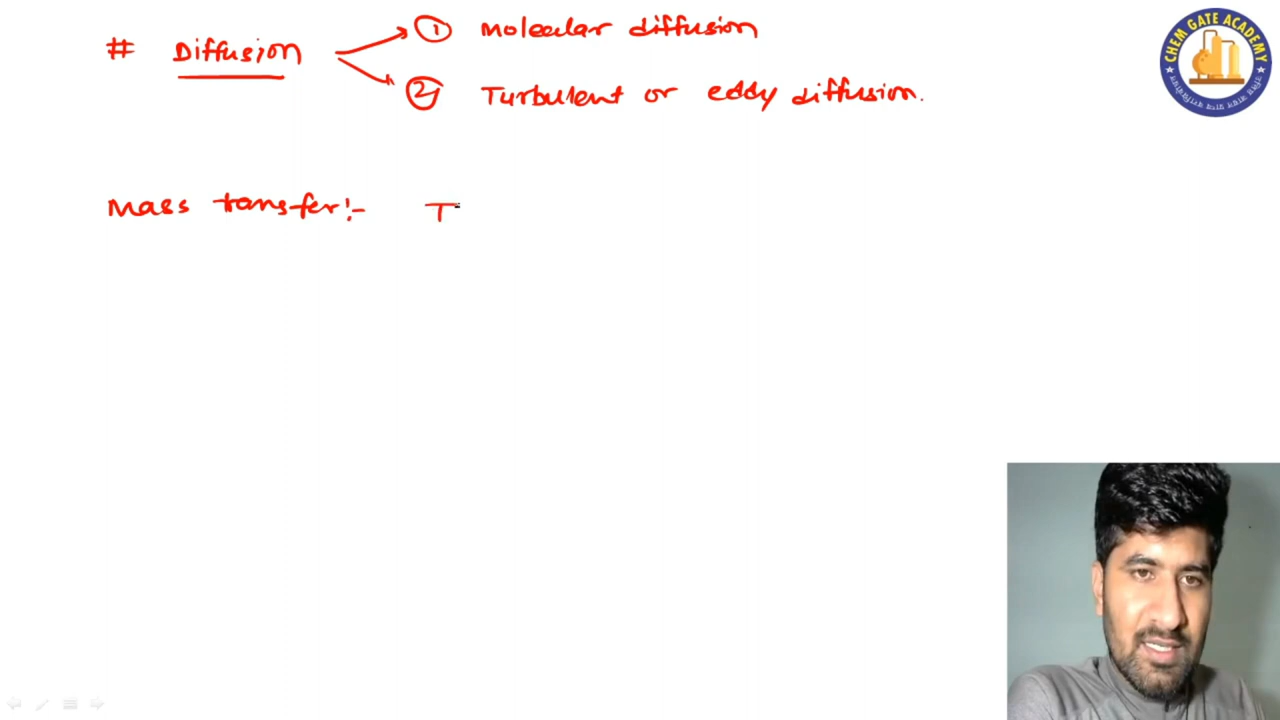 # Diffusion
① Molecular diffusion
② Turbulent or eddy diffusion.
Mass transfer:- T
CHEM GATE ACADEMY